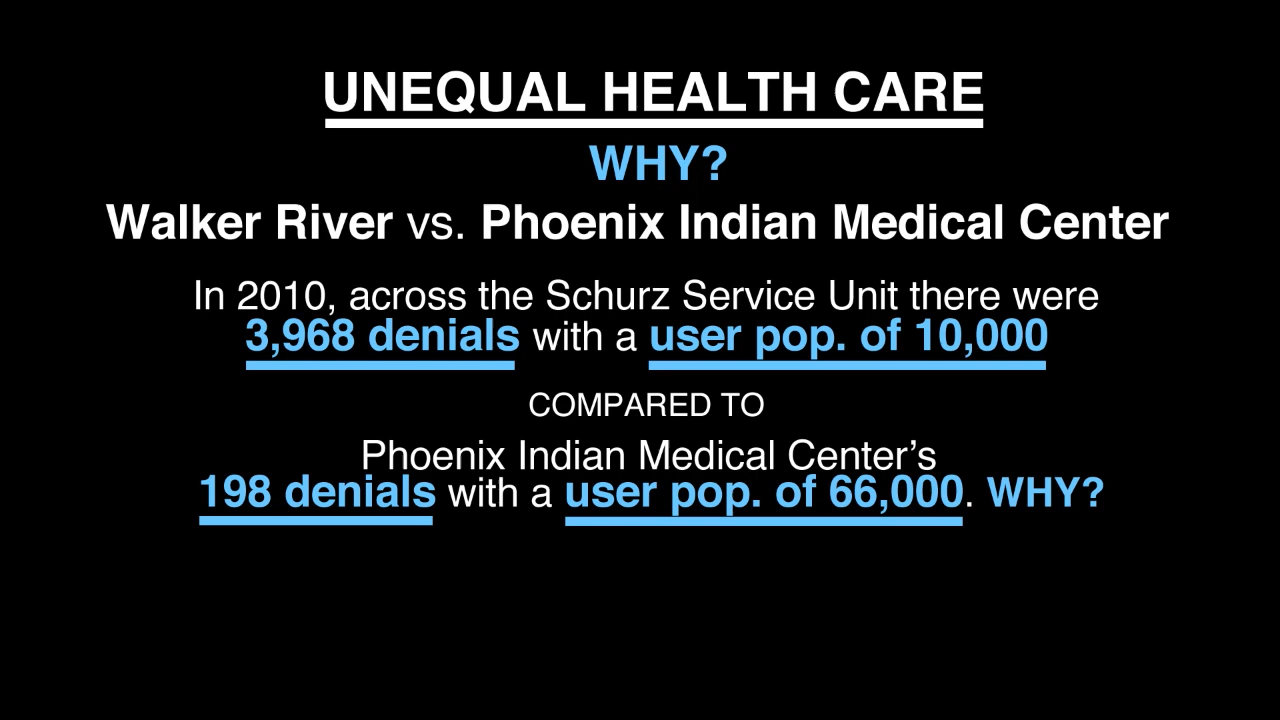 UNEQUAL HEALTH CARE
WHY?
Walker River vs. Phoenix Indian Medical Center
In 2010, across the Schurz Service Unit there were
3,968 denials with a user pop. of 10,000
COMPARED TO
Phoenix Indian Medical Center’s
198 denials with a user pop. of 66,000. WHY?